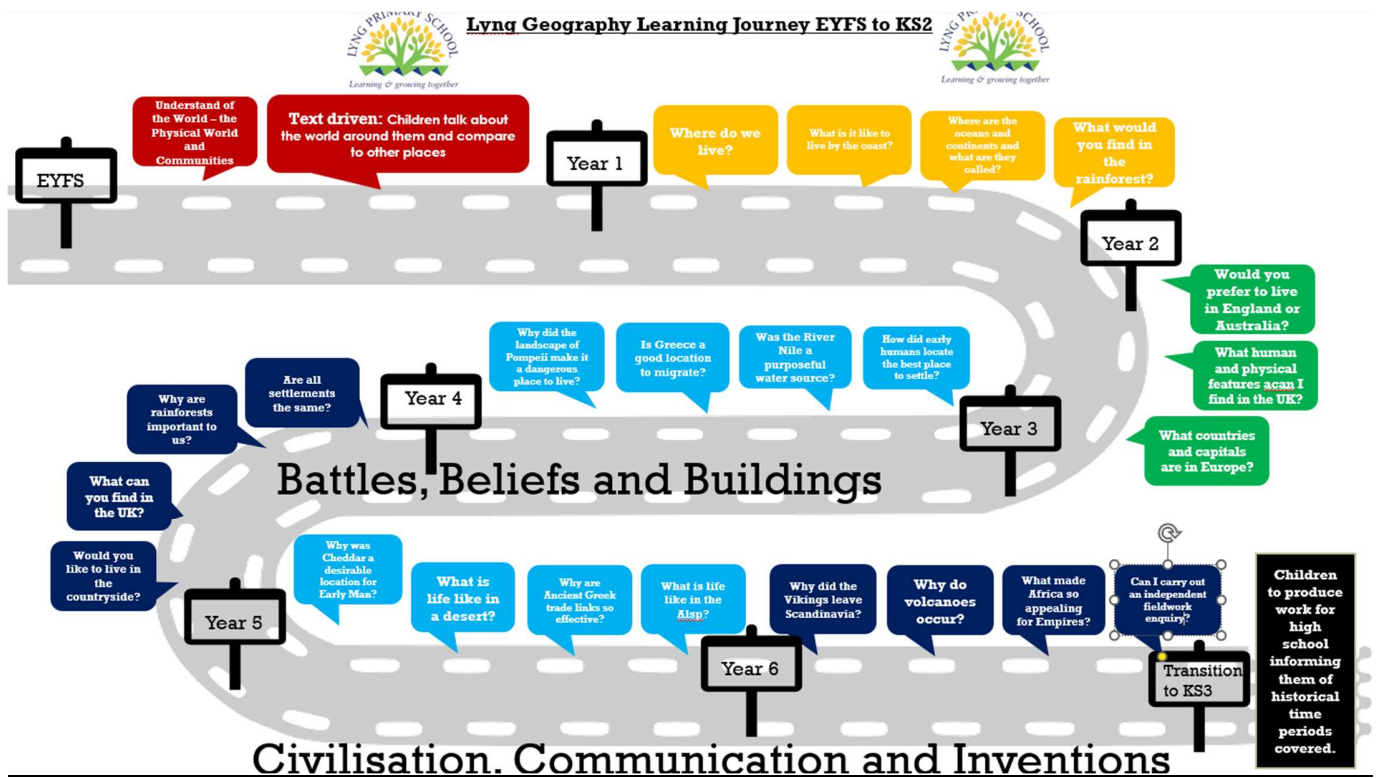 Lyng Geography Learning Journey EYFS to KS2
LYNG PRIMARY SCHOOL
Learning & growing together
LYNG PRIMARY SCHOOL
Learning & growing together
EYFS
Understand of
the World – the
Physical World
and
Communities
Text driven: Children talk about
the world around them and compare
to other places
Year 1
Where do we
live?
What is it like to
live by the coast?
Where are the
oceans and
continents and
what are they
called?
What would
you find in
the
rainforest?
Year 2
Would you
prefer to live
in England or
Australia?
What human
and physical
features acan I
find in the UK?
What countries
and capitals
are in Europe?
Year 3
How did early
humans locate
the best place
to settle?
Was the River
Nile a
purposeful
water source?
Is Greece a
good location
to migrate?
Why did the
landscape of
Pompeii make it
a dangerous
place to live?
Battles, Beliefs and Buildings
Year 4
Are all
settlements
the same?
Why are
rainforests
important to
us?
What can
you find in
the UK?
Would you
like to live in
the
countryside?
Year 5
Why was
Cheddar a
desirable
location for
Early Man?
What is
life like in
a desert?
Why are
Ancient Greek
trade links so
effective?
What is life
like in the
Alsp?
Year 6
Why did the
Vikings leave
Scandinavia?
Why do
volcanoes
occur?
What made
Africa so
appealing
for Empires?
Can I carry out
an independent
fieldwork
enquiry?
Transition
to KS3
Children
to produce
work for
high
school
informing
them of
historical
time
periods
covered.
Civilisation. Communication and Inventions